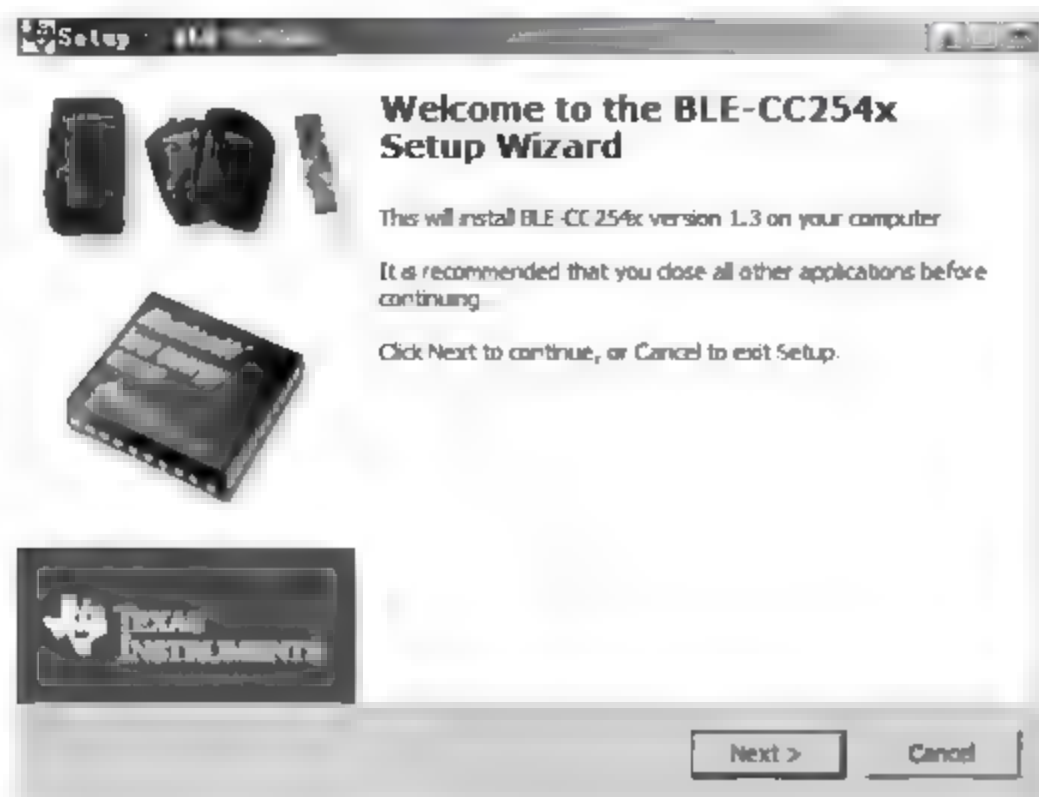 Setup
Welcome to the BLE-CC254x
Setup Wizard
This will install BLE-CC254x version 1.3 on your computer
It is recommended that you close all other applications before
continuing
Click Next to continue, or Cancel to exit Setup.
TEXAS
INSTRUMENTS
Next >
Cancel